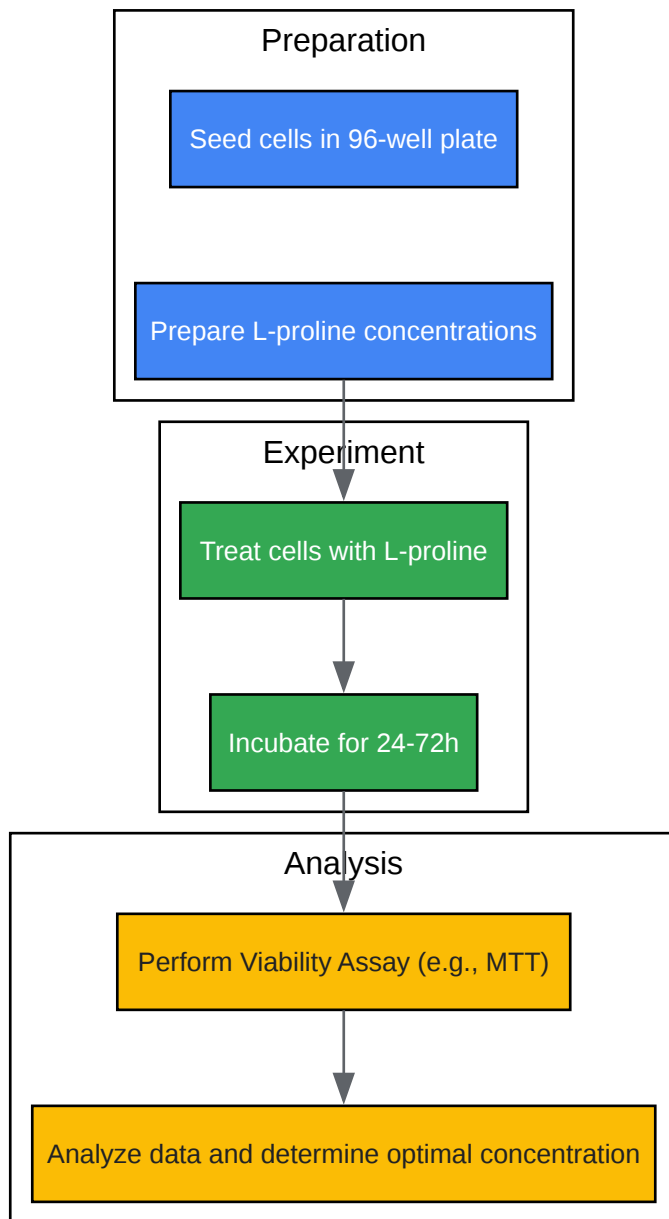 Preparation
Seed cells in 96-well plate
Prepare L-proline concentrations
Experiment
Treat cells with L-proline
Incubate for 24-72h
Analysis
Perform Viability Assay (e.g., MTT)
Analyze data and determine optimal concentration